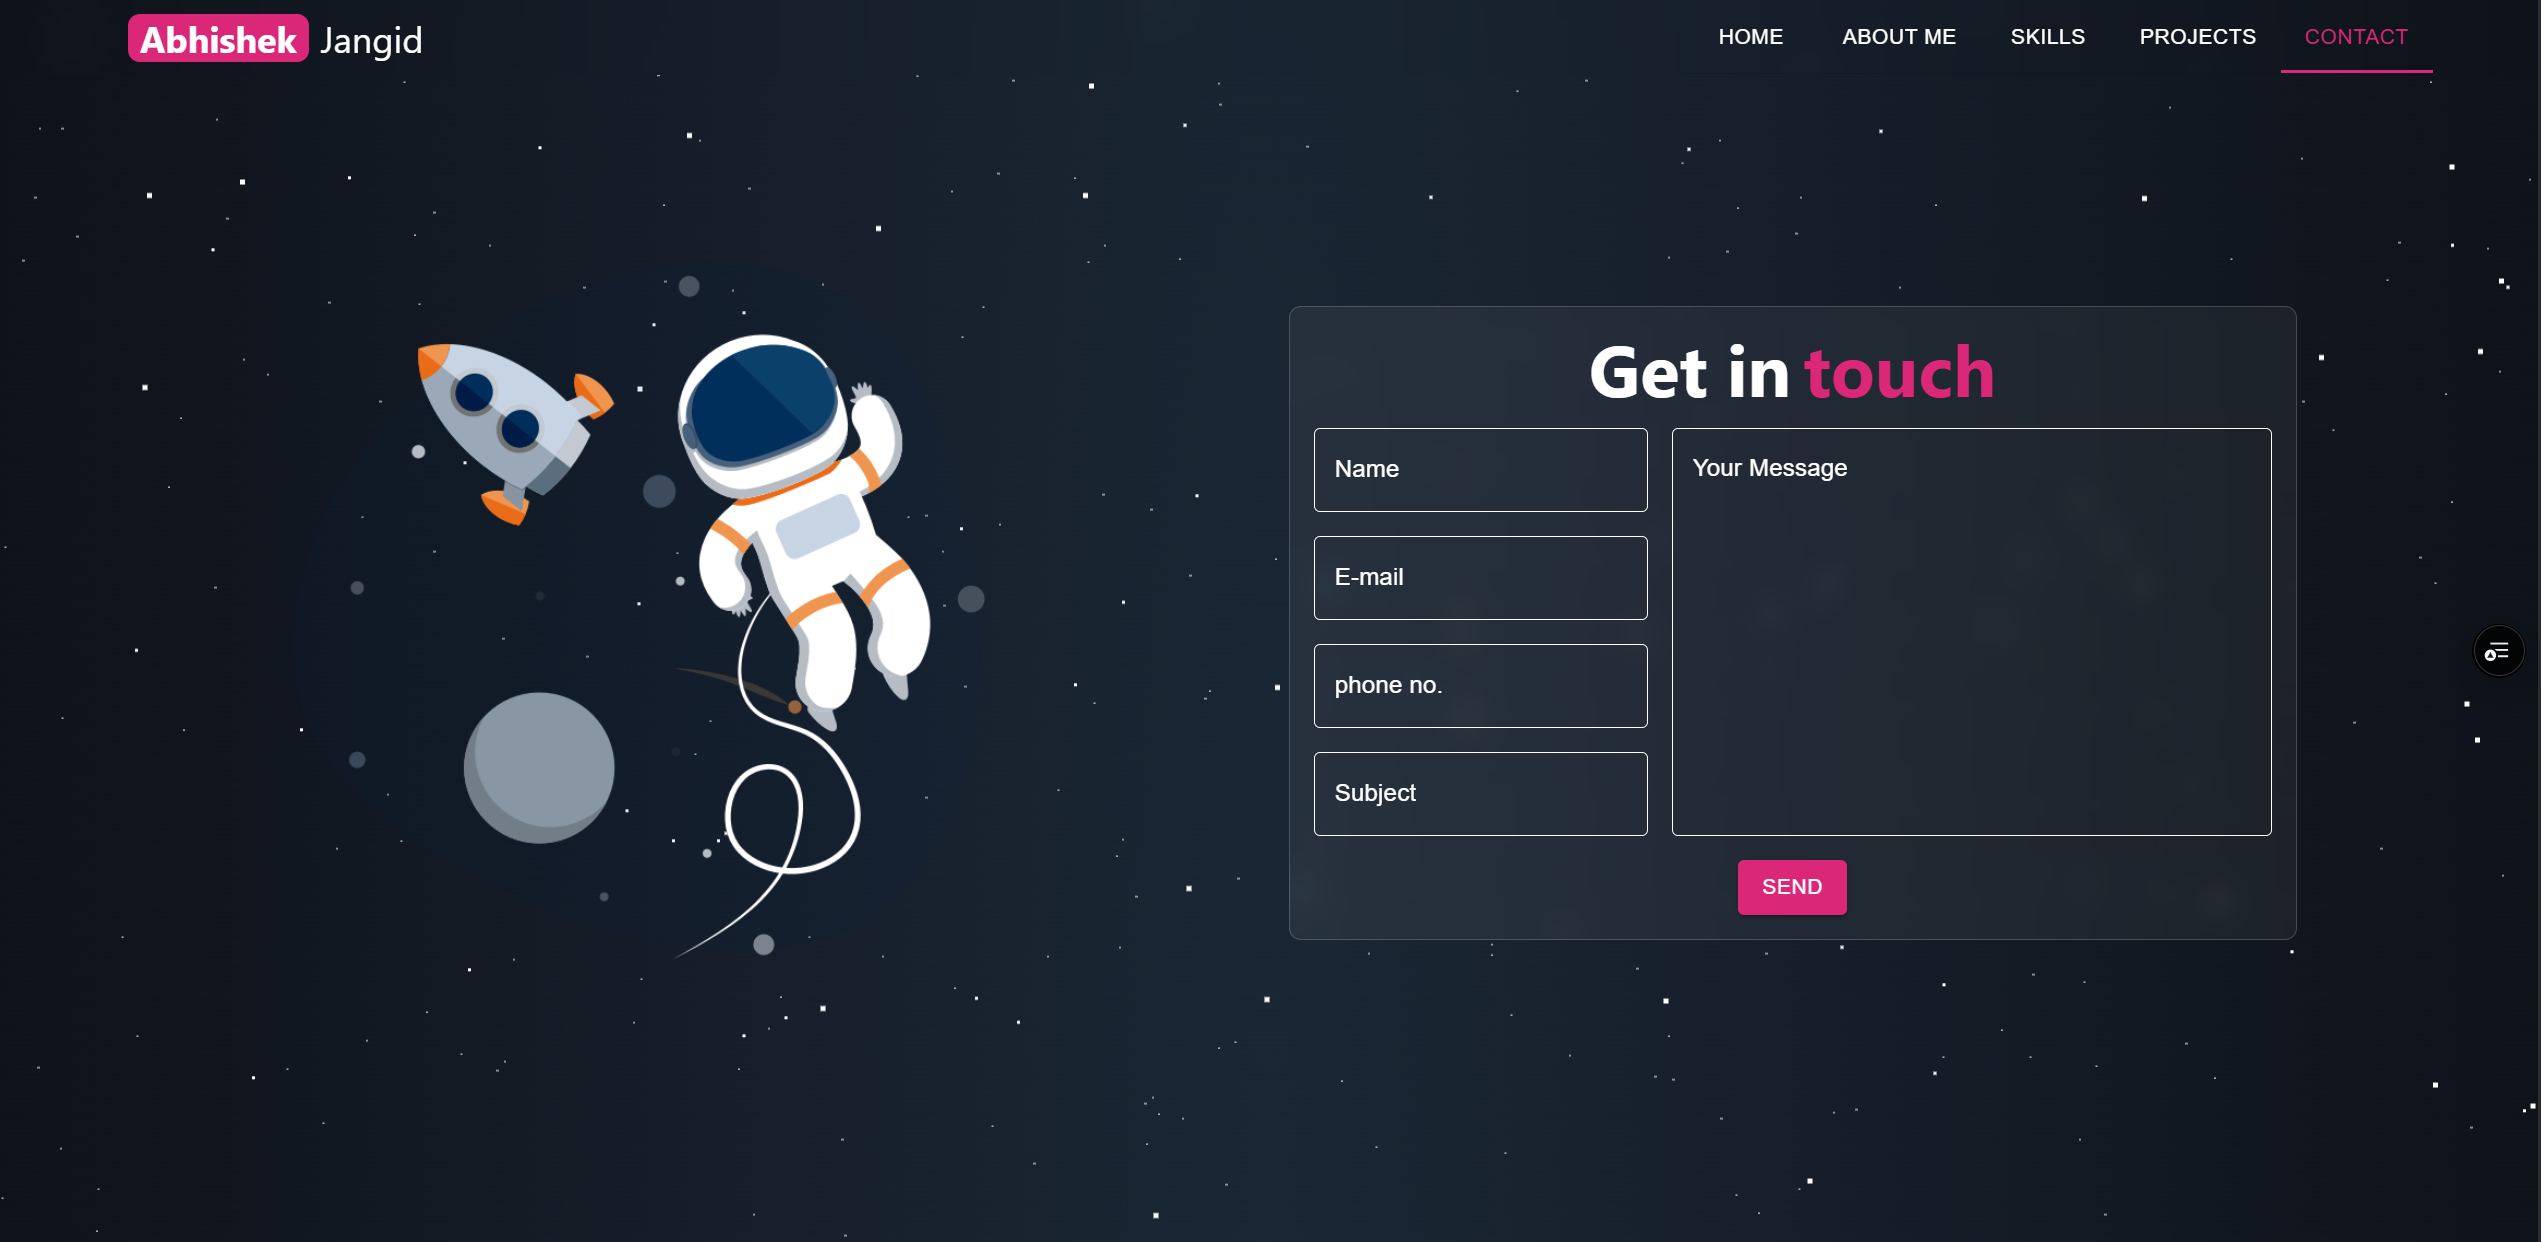 Abhishek Jangid
HOME ABOUT ME SKILLS PROJECTS CONTACT
Get in touch
Name
E-mail
phone no.
Subject
Your Message
SEND